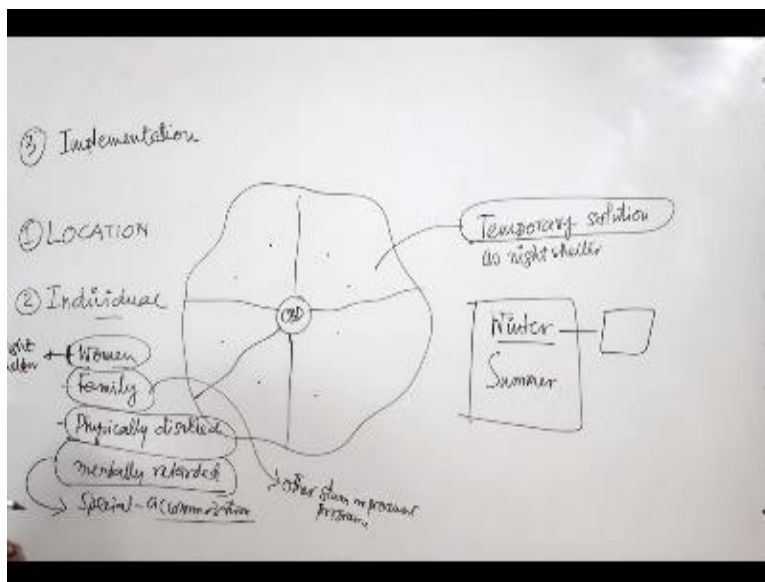 ③ Implementation
① LOCATION
② Individual
Women
- Family
- Physically disabled
mentally retarded
→ Special - accommodation
CBD
Temporary solution
as night shelter
Winter
Summer
→ other slum improvement
program